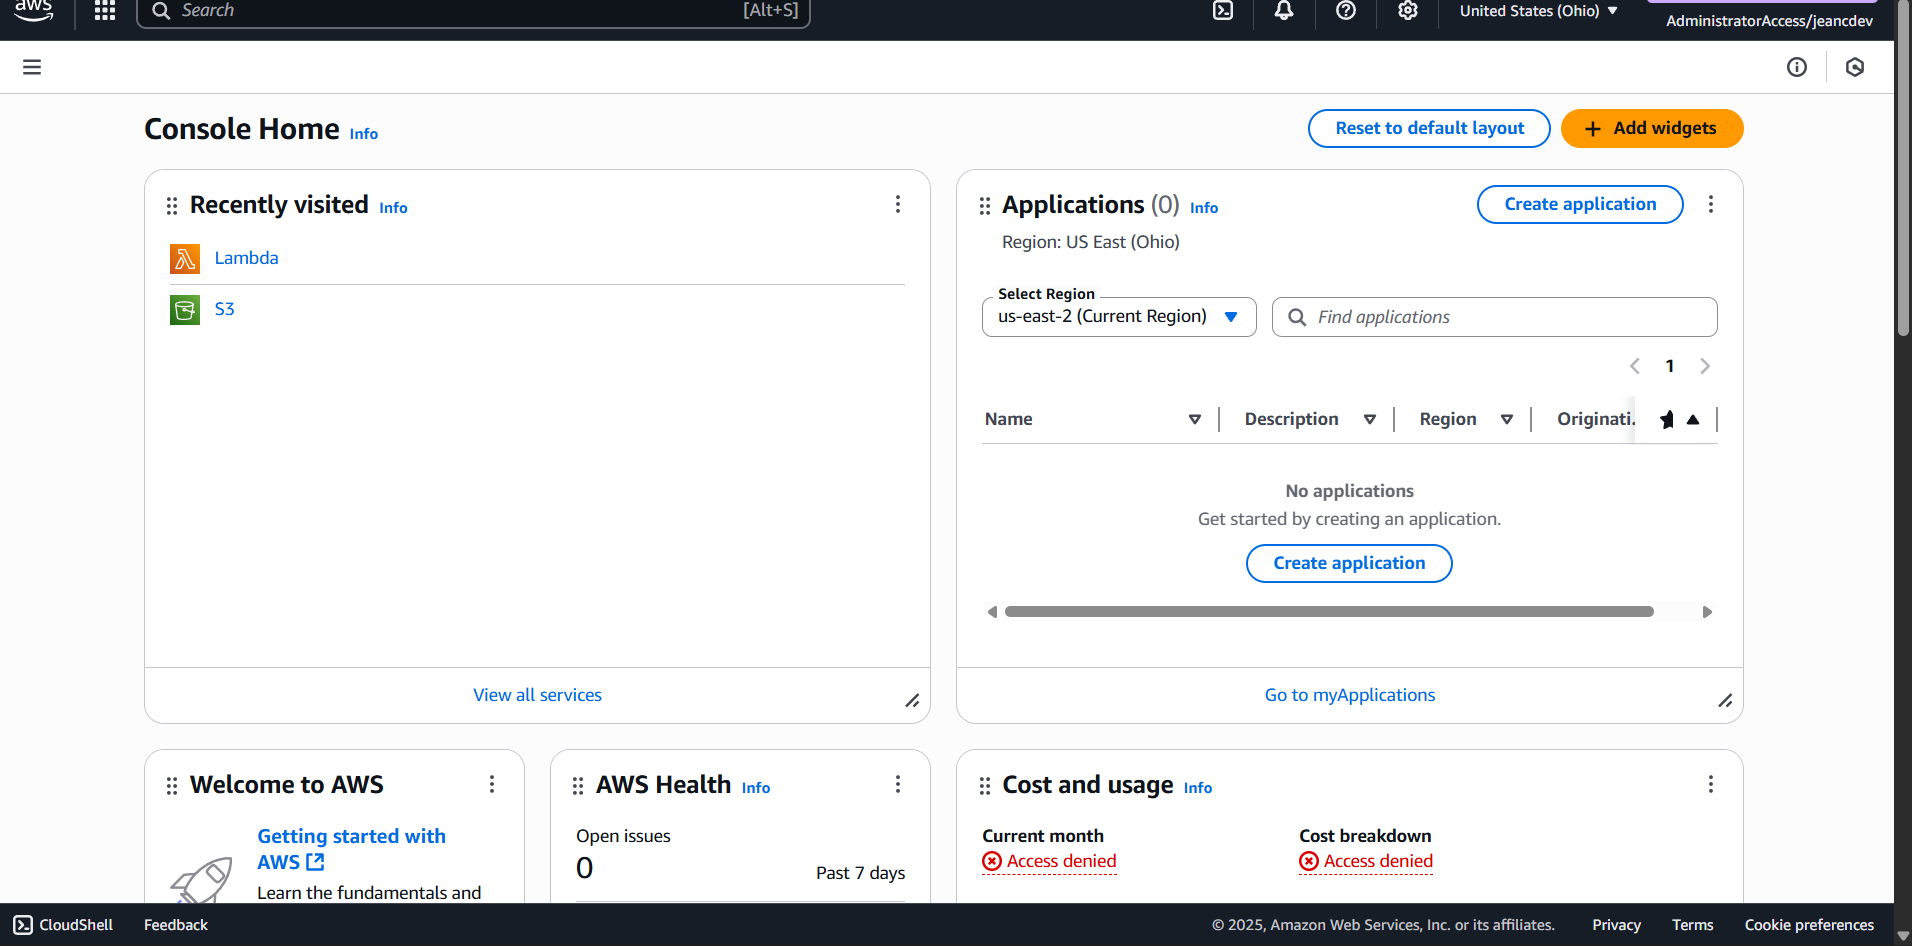 aws
Search [Alt+S]
United States (Ohio)
AdministratorAccess/jeancdev
Console Home Info
Reset to default layout
Add widgets
Recently visited Info
Lambda
S3
View all services
Applications (0) Info
Create application
Region: US East (Ohio)
Select Region
us-east-2 (Current Region)
Find applications
1
Name Description Region Originati.
No applications
Get started by creating an application.
Create application
Go to myApplications
Welcome to AWS
Getting started with
AWS
Learn the fundamentals and
AWS Health Info
Open issues
0
Past 7 days
Cost and usage Info
Current month
Access denied
Cost breakdown
Access denied
CloudShell Feedback © 2025, Amazon Web Services, Inc. or its affiliates. Privacy Terms Cookie preferences